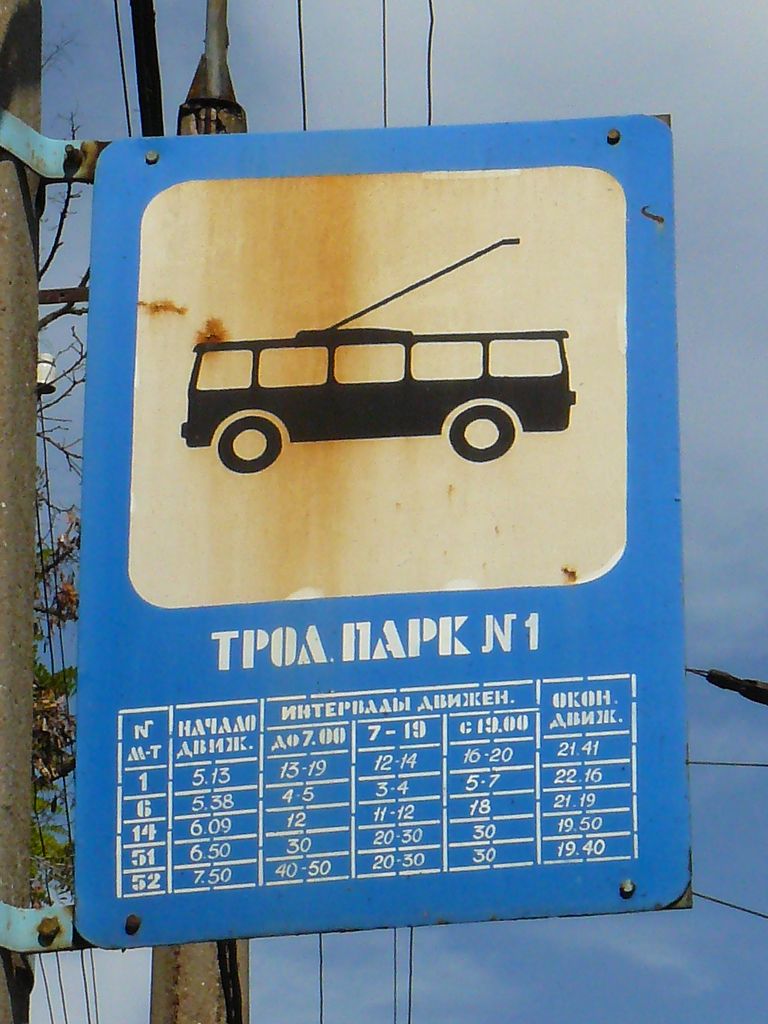 ТРОЛ. ПАРК N 1
N М-Т НАЧАЛО ДВИЖ. ИНТЕРВАЛЫ ДВИЖЕН. ОКОН. ДВИЖ.
ДО 7.00 7-19 С 19.00
1 5.13 13-19 12-14 16-20 21.41
6 5.38 4-5 3-4 5-7 22.16
14 6.09 12 11-12 18 21.19
51 6.50 30 20-30 30 19.50
52 7.50 40-50 20-30 30 19.40